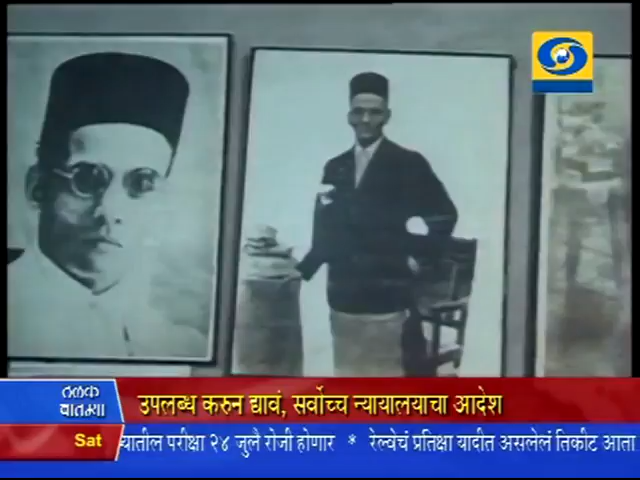 उपलब्ध करुन द्यावं, सर्वोच्च न्यायालयाचा आदेश
ठळक
बातम्या
Sat
यातील परीक्षा २४ जुलै रोजी होणार * रेल्वेचं प्रतिक्षा यादीत असलेलं तिकीट आता